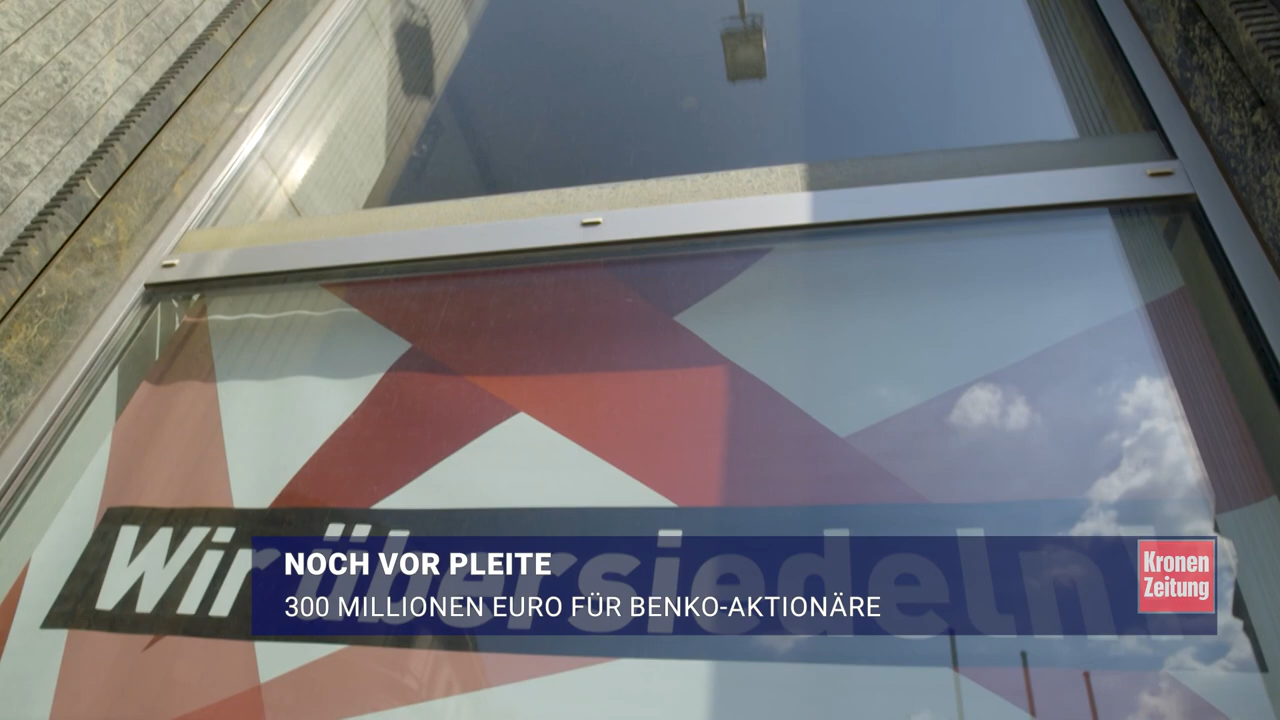 Wir übersiedeln!
NOCH VOR PLEITE
300 MILLIONEN EURO FÜR BENKO-AKTIONÄRE
Kronen
Zeitung